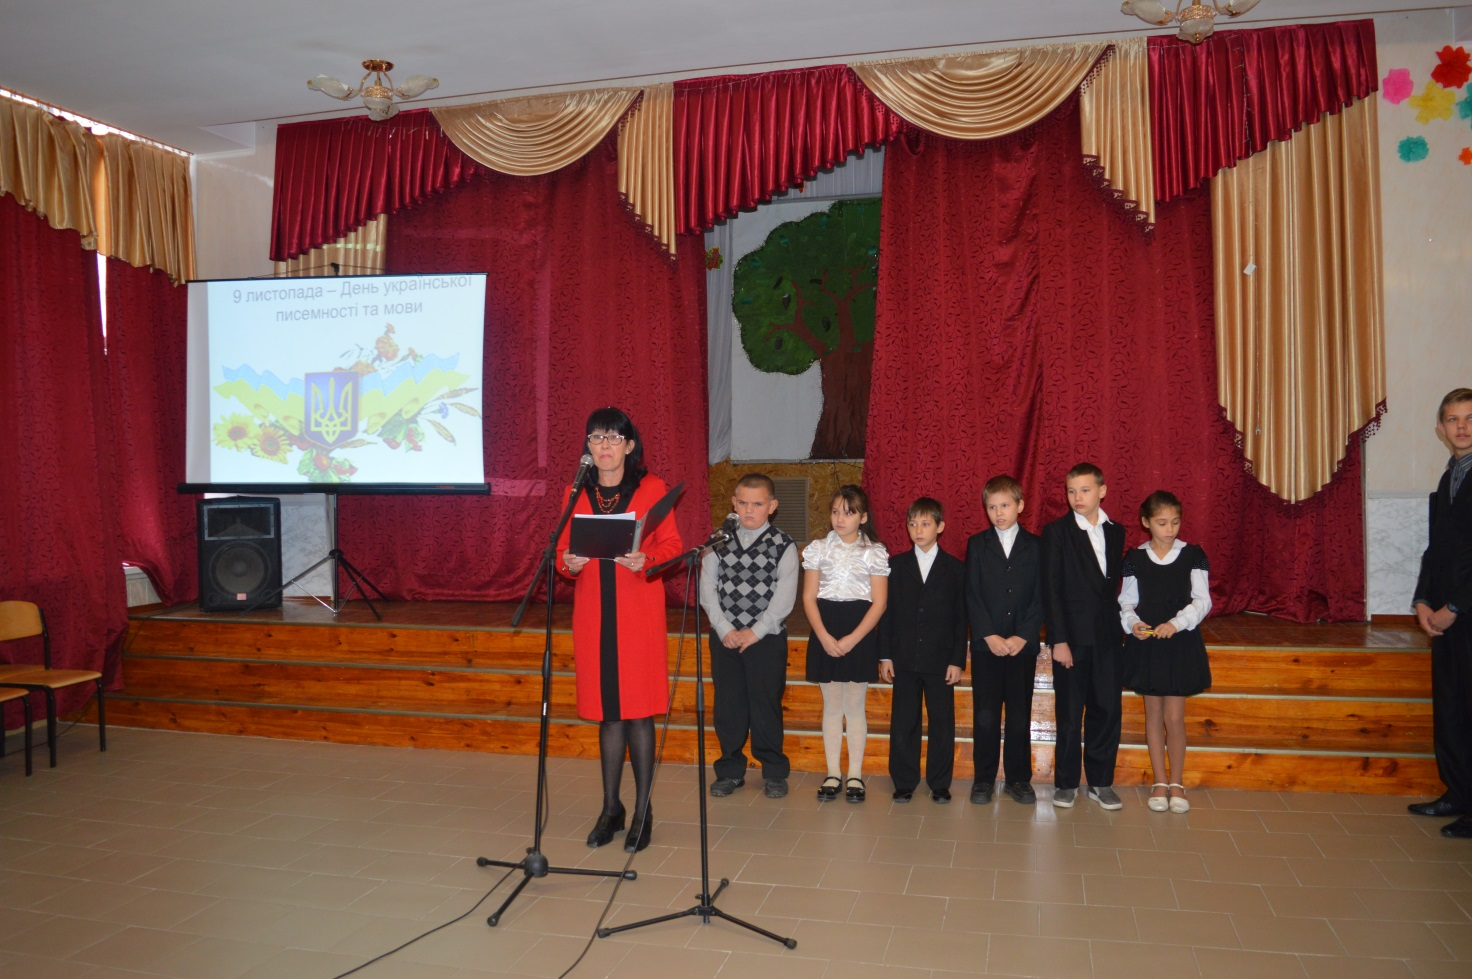 9 листопада – День української
писемності та мови